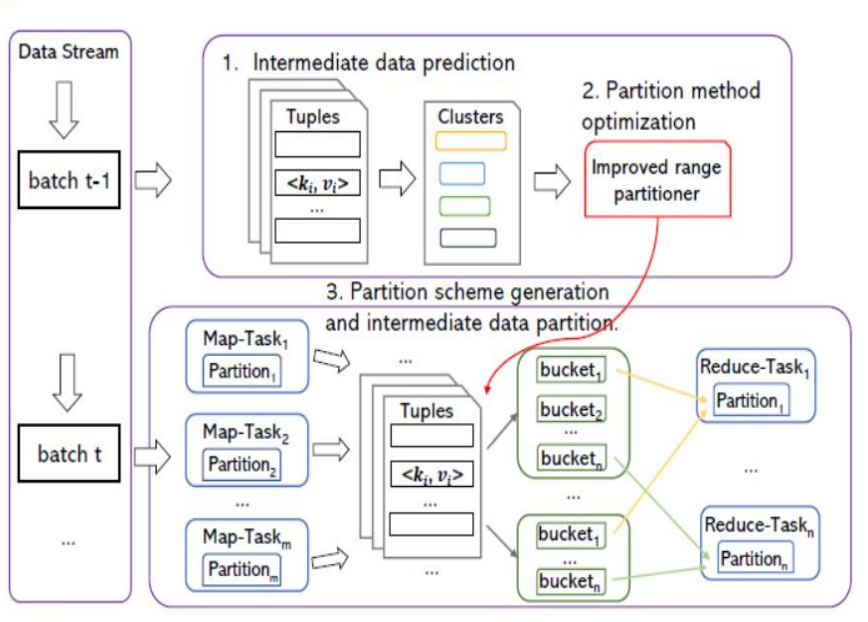 Data Stream
batch t-1
1. Intermediate data prediction
Tuples
<kᵢ, vᵢ>
...
Clusters
2. Partition method
optimization
Improved range
partitioner
3. Partition scheme generation
and intermediate data partition.
batch t
...
Map-Task₁
Partition₁
Map-Task₂
Partition₂
...
Map-Taskₘ
Partitionₘ
...
Tuples
<kᵢ, vᵢ>
...
...
bucket₁
bucket₂
...
bucketₙ
...
bucket₁
...
bucketₙ
Reduce-Task₁
Partition₁
...
Reduce-Taskₙ
Partitionₙ